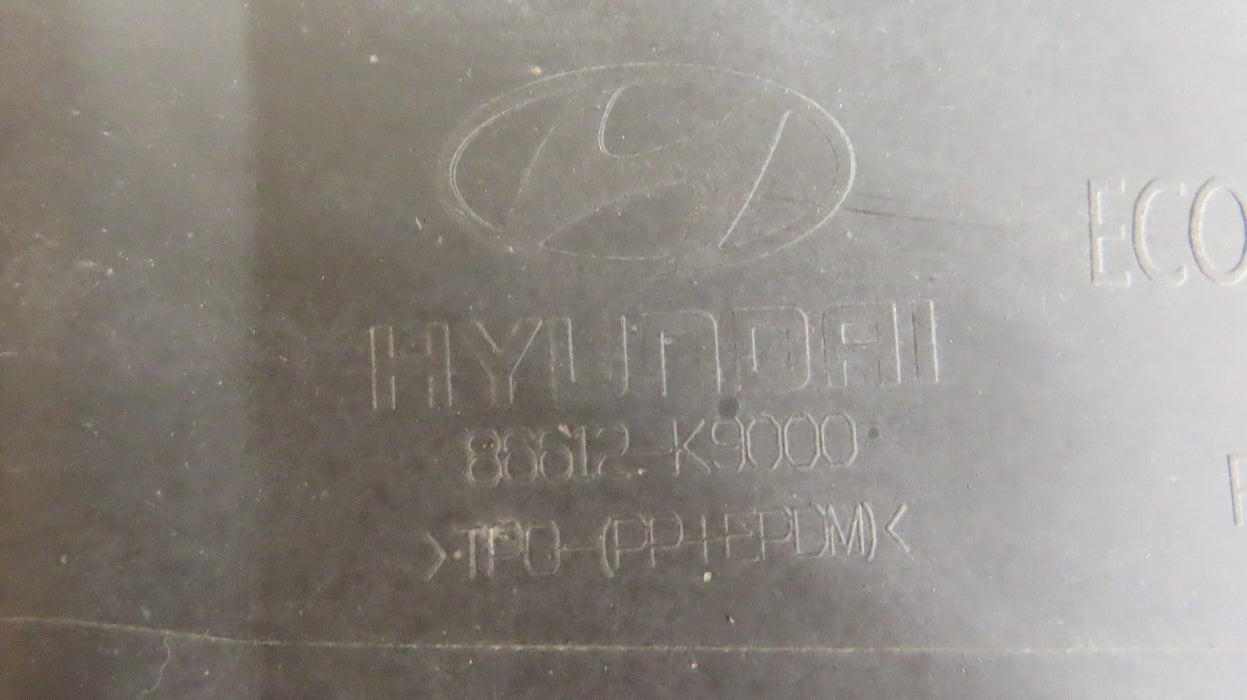 HYUNDAI
86612-K9000
>TPO-(PP+EPDM)<
ECO